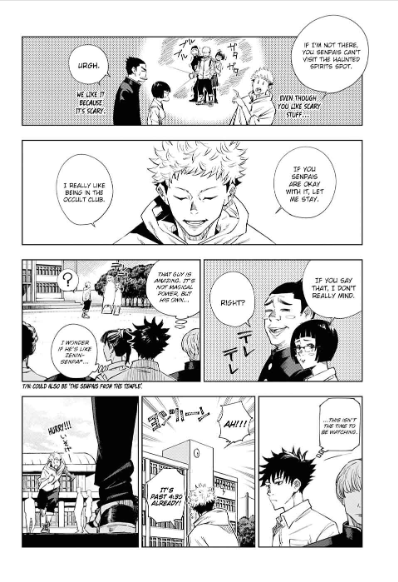 IF I'M NOT THERE,
YOU SENPAIS CAN'T
VISIT THE HAUNTED
SPIRITS SPOT.
URGH.
WE LIKE IT
BECAUSE
IT'S SCARY.
EVEN THOUGH
YOU LIKE SCARY
STUFF....
IF YOU
SENPAIS
ARE OKAY
WITH IT, LET
ME STAY.
I REALLY LIKE
BEING IN THE
OCCULT CLUB.
IF YOU SAY
THAT, I DON'T
REALLY MIND.
RIGHT?
テレ
テレ
THAT GUY IS
AMAZING. IT'S
NOT MAGICAL
POWER, BUT
HIS OWN...
?
I WONDER
IF HE'S LIKE
ZENIN-
SENPAI"...
T\N: COULD ALSO BE 'THE SENPAIS FROM THE TEMPLE'.
...THIS ISN'T
THE TIME TO
BE WATCHING.
AH!!!
IT'S
PAST 4:30
ALREADY!
HURRY!!!